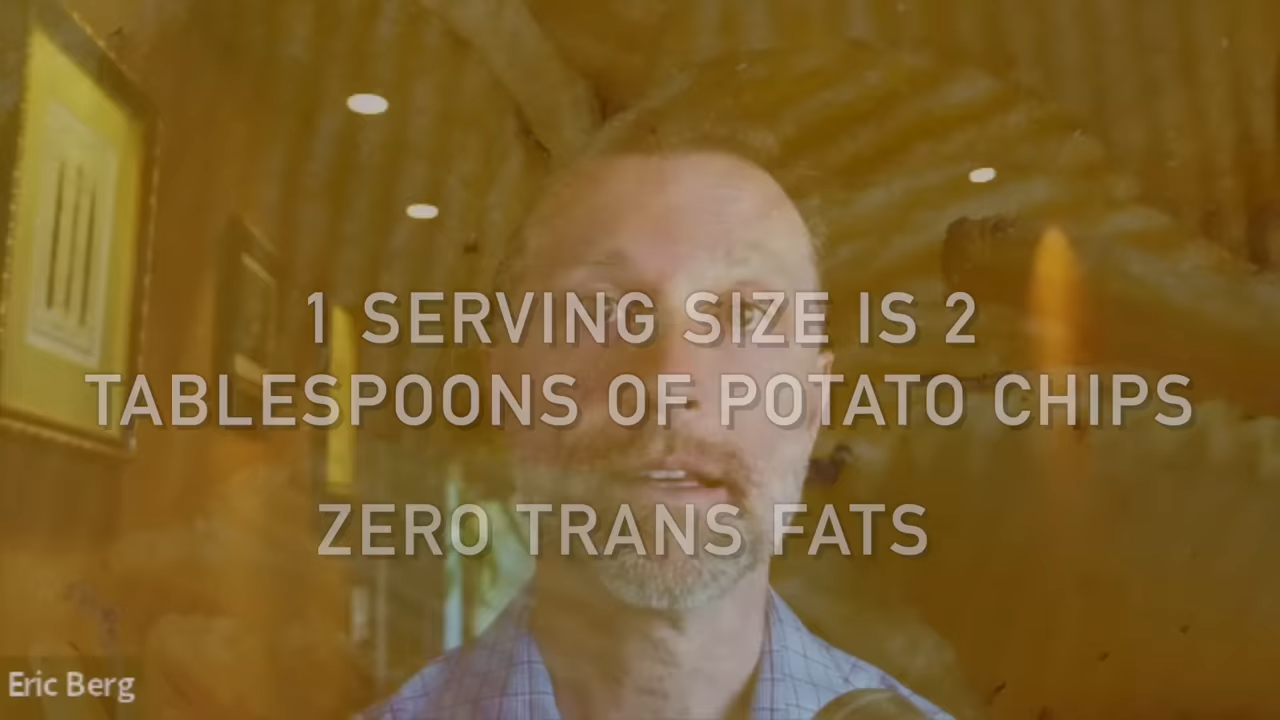 1 SERVING SIZE IS 2
TABLESPOONS OF POTATO CHIPS
ZERO TRANS FATS
Eric Berg